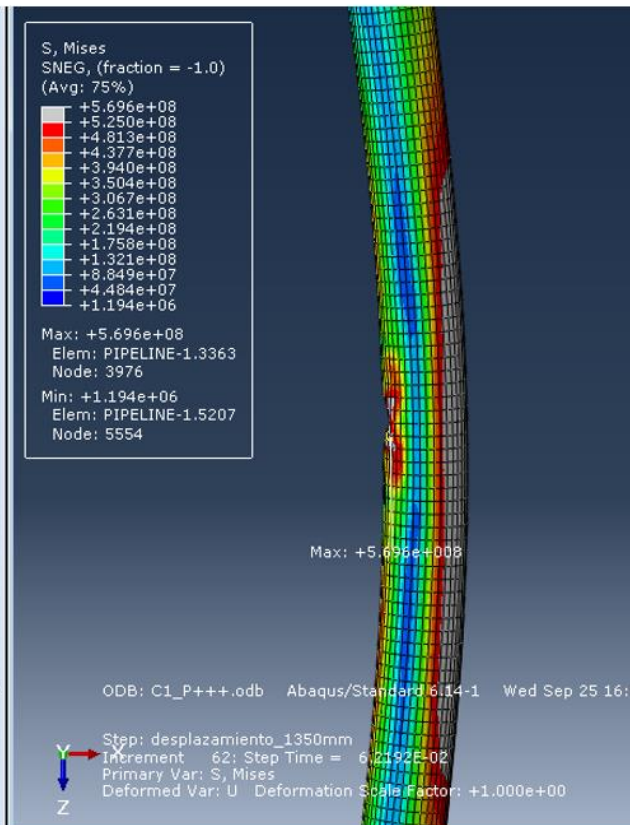 S, Mises
SNEG, (fraction = -1.0)
(Avg: 75%)
+5.696e+08
+5.250e+08
+4.813e+08
+4.377e+08
+3.940e+08
+3.504e+08
+3.067e+08
+2.631e+08
+2.194e+08
+1.758e+08
+1.321e+08
+8.849e+07
+4.484e+07
+1.194e+06
Max: +5.696e+08
Elem: PIPELINE-1.3363
Node: 3976
Min: +1.194e+06
Elem: PIPELINE-1.5207
Node: 5554
Max: +5.696e+008
ODB: C1_P+++.odb Abaqus/Standard 6.14-1 Wed Sep 25 16:
Step: desplazamiento_1350mm
Increment 62: Step Time = 6.2192E-02
Primary Var: S, Mises
Deformed Var: U Deformation Scale Factor: +1.000e+00
Y
X
Z